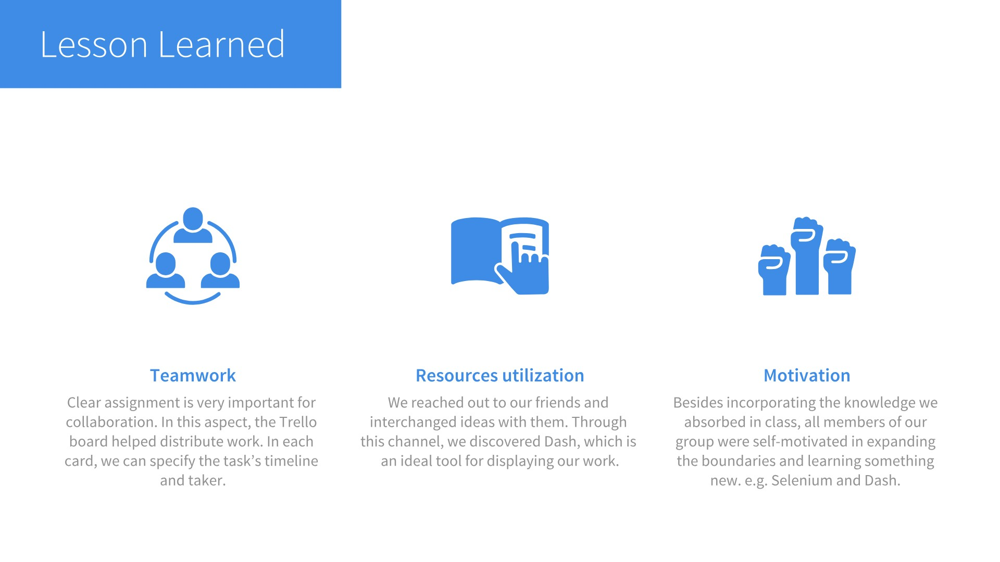 Lesson Learned
Teamwork
Clear assignment is very important for
collaboration. In this aspect, the Trello
board helped distribute work. In each
card, we can specify the task’s timeline
and taker.
Resources utilization
We reached out to our friends and
interchanged ideas with them. Through
this channel, we discovered Dash, which is
an ideal tool for displaying our work.
Motivation
Besides incorporating the knowledge we
absorbed in class, all members of our
group were self-motivated in expanding
the boundaries and learning something
new. e.g. Selenium and Dash.